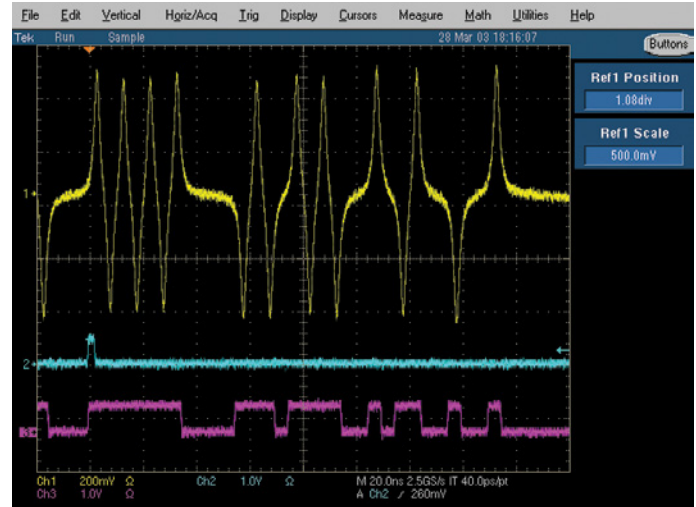 File Edit Vertical Horiz/Acq Trig Display Cursors Measure Math Utilities Help
Tek Run Sample 28 Mar 03 18:16:07 Buttons
Ref1 Position
1.08div
Ref1 Scale
500.0mV
1
2
Ch1 200mV Ω Ch2 1.0V Ω M 20.0ns 2.5GS/s IT 40.0ps/pt
Ch3 1.0V Ω A Ch2 ∕ 260mV